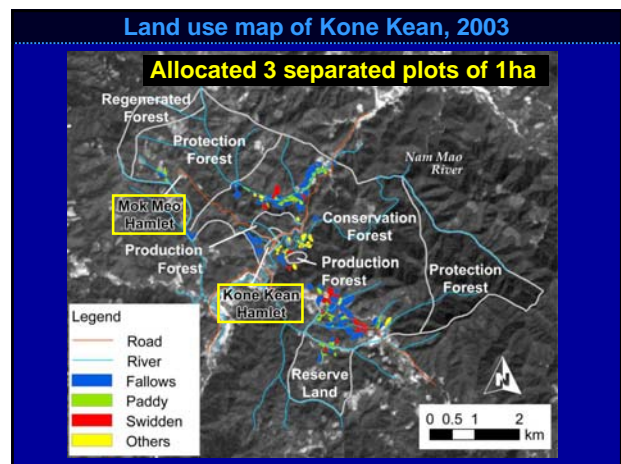 Land use map of Kone Kean, 2003
Allocated 3 separated plots of 1ha
Regenerated
Forest
Protection
Forest
Nam Mao
River
Mok Meo
Hamlet
Conservation
Forest
Production
Forest
Production
Forest
Protection
Forest
Kone Kean
Hamlet
Reserve
Land
Legend
Road
River
Fallows
Paddy
Swidden
Others
N
0 0.5 1 2
km